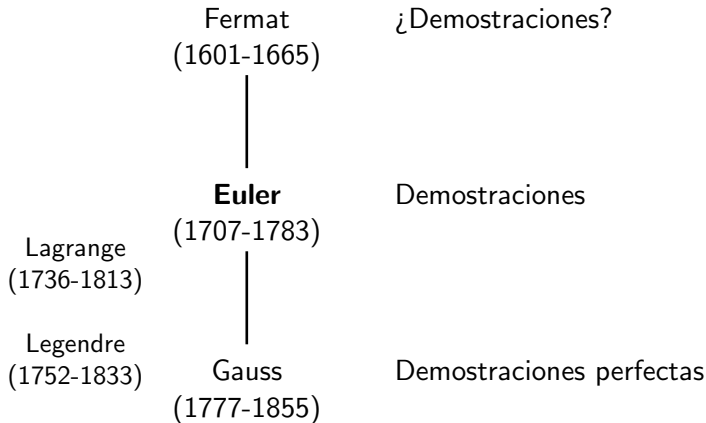 Fermat
(1601-1665)
¿Demostraciones?
Euler
(1707-1783)
Demostraciones
Lagrange
(1736-1813)
Legendre
(1752-1833)
Gauss
(1777-1855)
Demostraciones perfectas